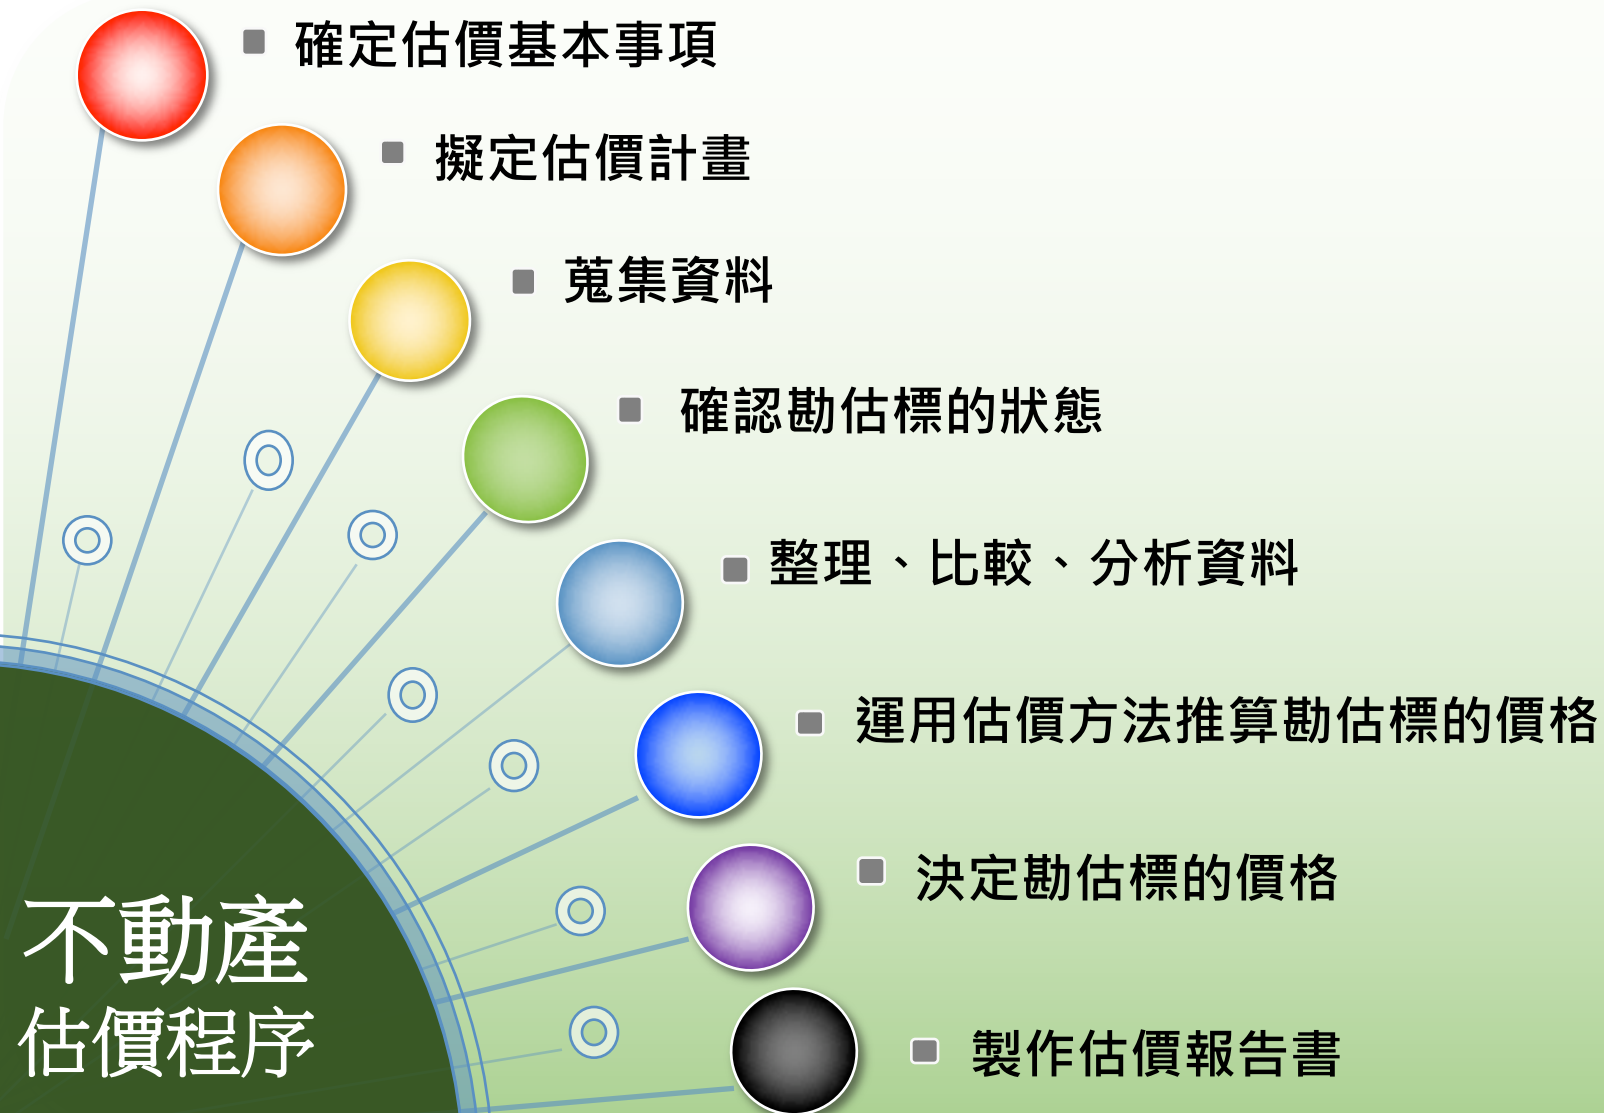 確定估價基本事項
擬定估價計畫
蒐集資料
確認勘估標的狀態
整理、比較、分析資料
運用估價方法推算勘估標的價格
決定勘估標的價格
製作估價報告書
不動產
估價程序